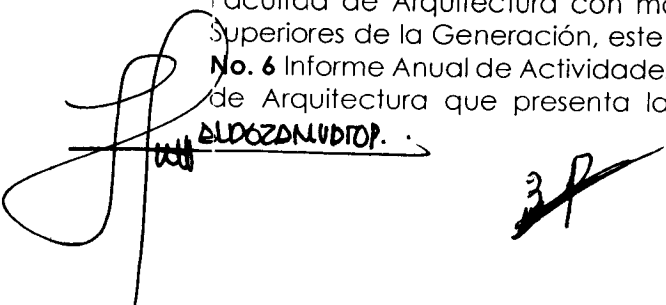 Facultad de Arquitectura con
Superiores de la Generación, este
No. 6 Informe Anual de Actividade
de Arquitectura que presenta la